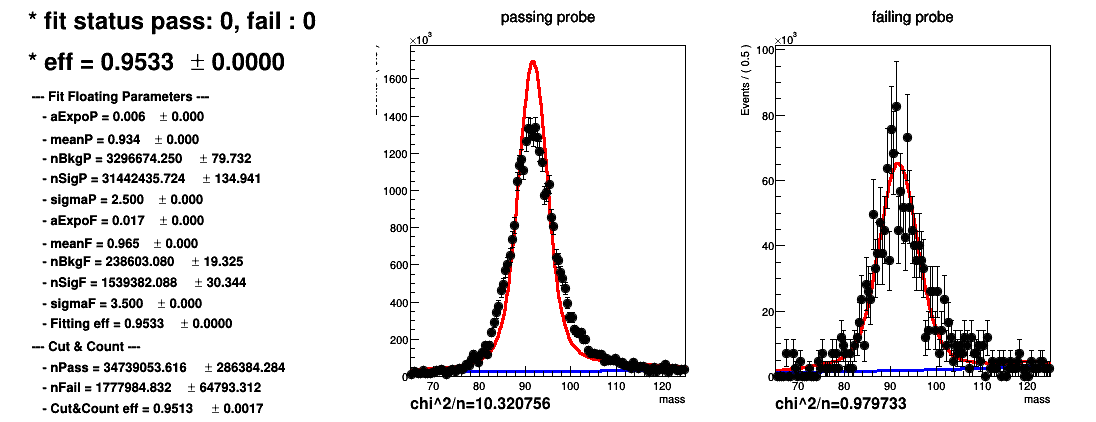 * fit status pass: 0, fail : 0
* eff = 0.9533 ± 0.0000
--- Fit Floating Parameters ---
- aExpoP = 0.006 ± 0.000
- meanP = 0.934 ± 0.000
- nBkgP = 3296674.250 ± 79.732
- nSigP = 31442435.724 ± 134.941
- sigmaP = 2.500 ± 0.000
- aExpoF = 0.017 ± 0.000
- meanF = 0.965 ± 0.000
- nBkgF = 238603.080 ± 19.325
- nSigF = 1539382.088 ± 30.344
- sigmaF = 3.500 ± 0.000
- Fitting eff = 0.9533 ± 0.0000
--- Cut & Count ---
- nPass = 34739053.616 ± 286384.284
- nFail = 1777984.832 ± 64793.312
- Cut&Count eff = 0.9513 ± 0.0017
passing probe
×10³
1600
1400
1200
1000
800
600
400
200
0
70 80 90 100 110 120
mass
chi^2/n=10.320756
failing probe
×10³
Events / ( 0.5 )
100
80
60
40
20
0
70 80 90 100 110 120
mass
chi^2/n=0.979733